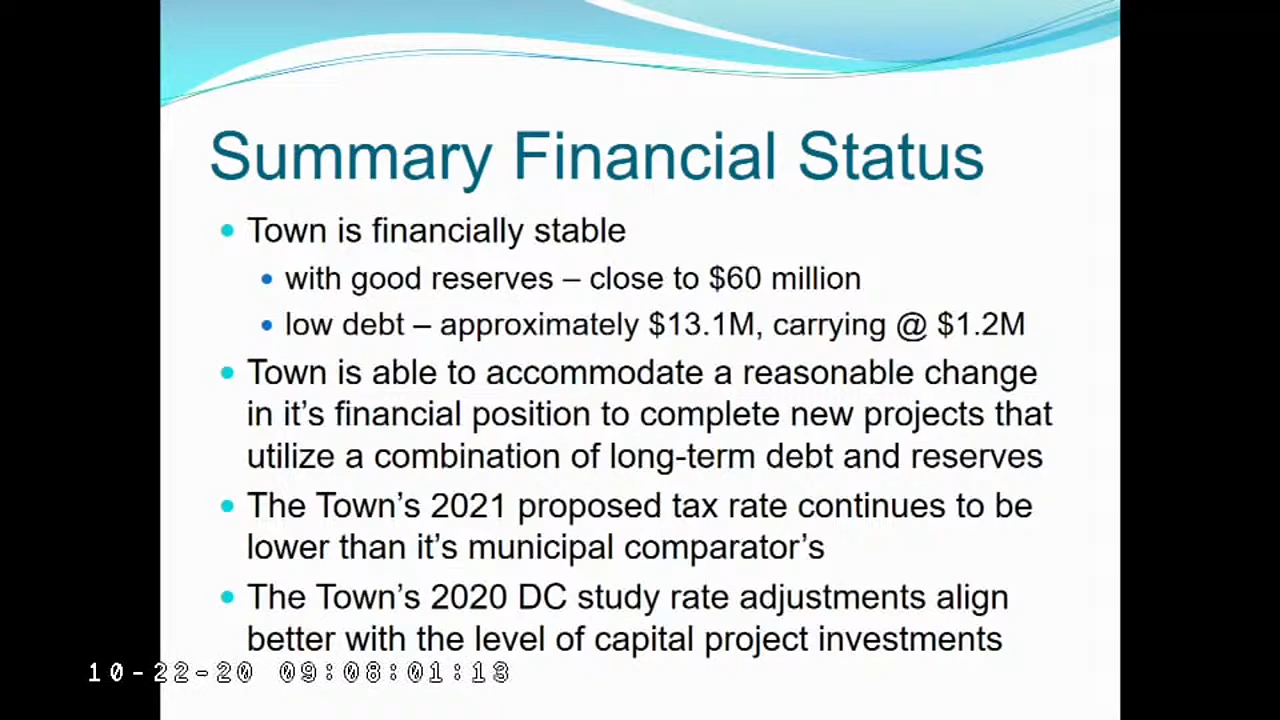 Summary Financial Status
• Town is financially stable
• with good reserves – close to $60 million
• low debt – approximately $13.1M, carrying @ $1.2M
• Town is able to accommodate a reasonable change
in it’s financial position to complete new projects that
utilize a combination of long-term debt and reserves
• The Town’s 2021 proposed tax rate continues to be
lower than it’s municipal comparator’s
• The Town’s 2020 DC study rate adjustments align
better with the level of capital project investments
10-22-20 09:08:01:13